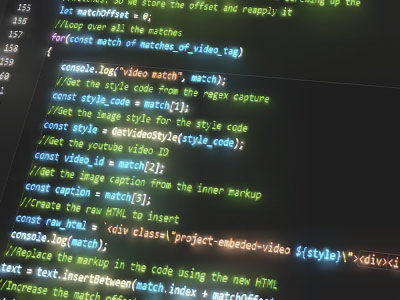 155
156
157
158
159
matches, so we store the offset and reapply it
let matchOffset = 0;
//Loop over all the matches
for(const match of matches_of_video_tag)
{
console.log("video match", match);
//Get the style code from the regex capture
const style_code = match[1];
//Get the image style for the style code
const style = GetVideoStyle(style_code);
//Get the youtube video ID
const video_id = match[2];
//Get the image caption from the inner markup
const caption = match[3];
//Create the raw HTML to insert
const raw_html = `<div class=\"project-embeded-video ${style}\"><div><i
console.log(match);
//Replace the markup in the code using the new HTML
text = text.insertBetween(match.index + matchOffset
//Increase the match